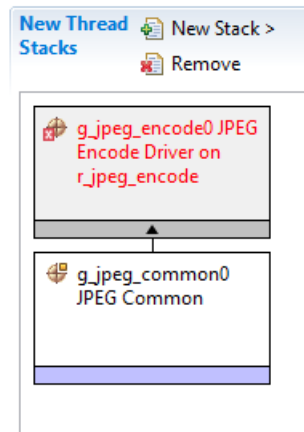 New Thread
Stacks
New Stack >
Remove
g_jpeg_encode0 JPEG
Encode Driver on
r_jpeg_encode
g_jpeg_common0
JPEG Common